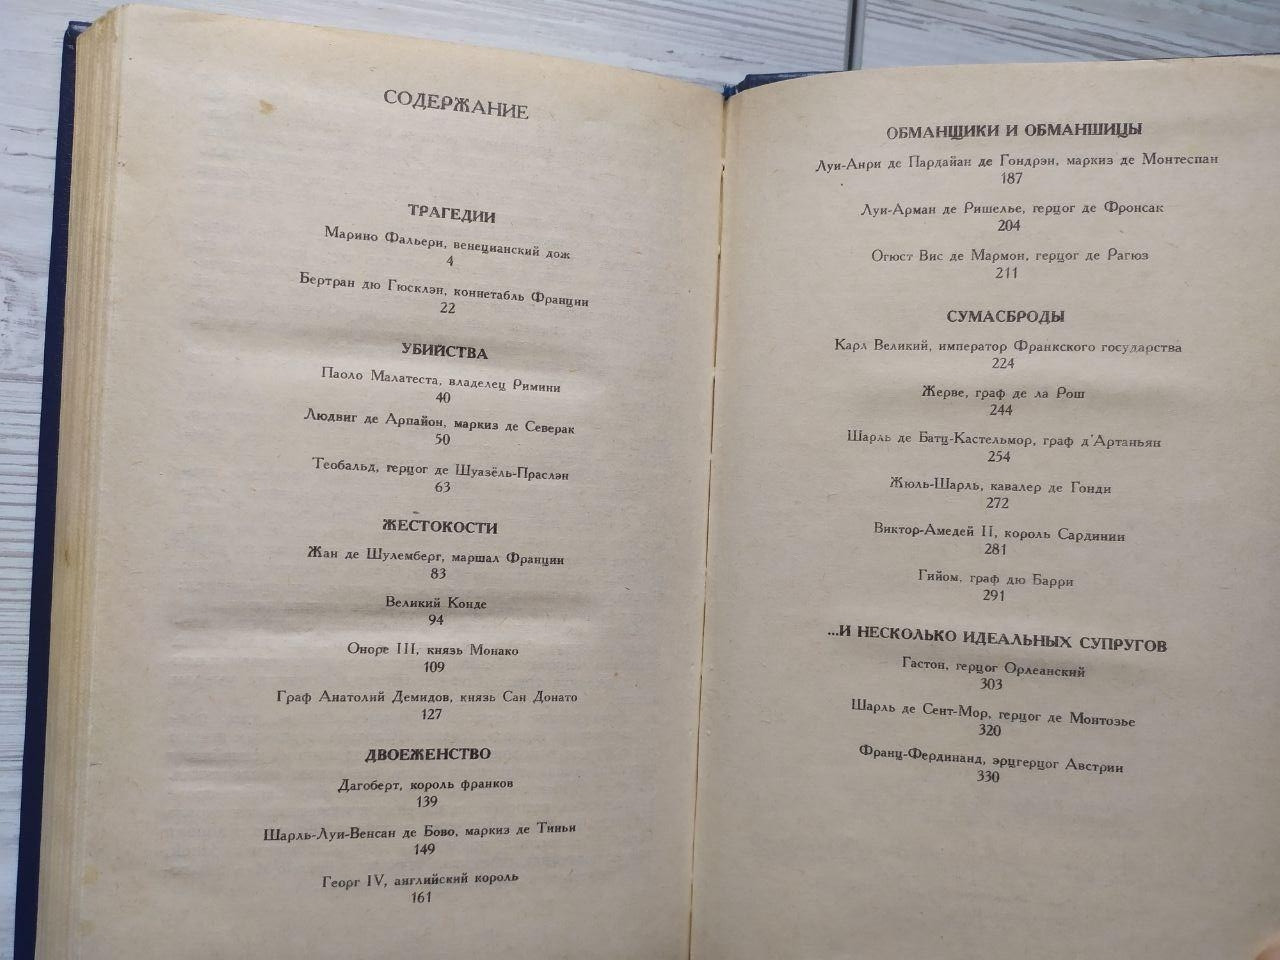 СОДЕРЖАНИЕ
ТРАГЕДИИ
Марино Фальери, венецианский дож
4
Бертран дю Гюсклэн, коннетабль Франции
22
УБИЙСТВА
Паоло Малатеста, владелец Римини
40
Людвиг де Арпайон, маркиз де Северак
50
Теобальд, герцог де Шуазёль-Праслэн
63
ЖЕСТОКОСТИ
Жан де Шулемберг, маршал Франции
83
Великий Конде
94
Оноре III, князь Монако
109
Граф Анатолий Демидов, князь Сан Донато
127
ДВОЕЖЕНСТВО
Дагоберт, король франков
139
Шарль-Луи-Венсан де Бово, маркиз де Тиньи
149
Георг IV, английский король
161
ОБМАНЩИКИ И ОБМАНЩИЦЫ
Луи-Анри де Пардайан де Гондрэн, маркиз де Монтеспан
187
Луи-Арман де Ришелье, герцог де Фронсак
204
Огюст Вис де Мармон, герцог де Рагюз
211
СУМАСБРОДЫ
Карл Великий, император Франкского государства
224
Жерве, граф де ла Рош
244
Шарль де Батц-Кастельмор, граф д'Артаньян
254
Жюль-Шарль, кавалер де Гонди
272
Виктор-Амедей II, король Сардинии
281
Гийом, граф дю Барри
291
...И НЕСКОЛЬКО ИДЕАЛЬНЫХ СУПРУГОВ
Гастон, герцог Орлеанский
303
Шарль де Сент-Мор, герцог де Монтозье
320
Франц-Фердинанд, эрцгерцог Австрии
330